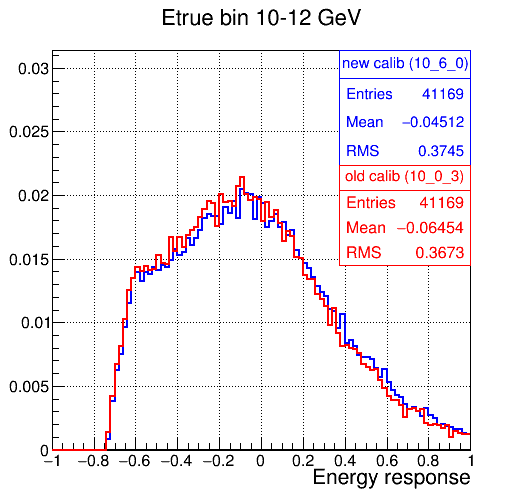 Etrue bin 10-12 GeV
new calib (10_6_0)
Entries 41169
Mean −0.04512
RMS 0.3745
old calib (10_0_3)
Entries 41169
Mean −0.06454
RMS 0.3673
0.03
0.025
0.02
0.015
0.01
0.005
0
−1 −0.8 −0.6 −0.4 −0.2 0 0.2 0.4 0.6 0.8 1
Energy response